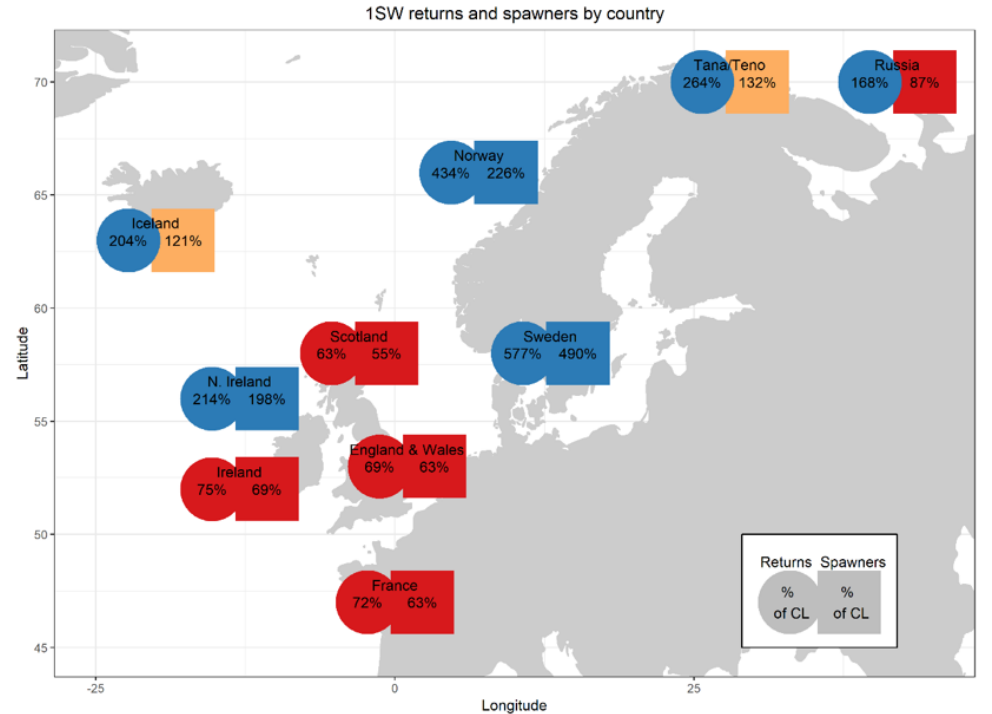 1SW returns and spawners by country
70
65
60
55
50
45
Latitude
-25
0
25
Longitude
Tana/Teno
264% 132%
Russia
168% 87%
Norway
434% 226%
Iceland
204% 121%
Scotland
63% 55%
Sweden
577% 490%
N. Ireland
214% 198%
England & Wales
69% 63%
Ireland
75% 69%
France
72% 63%
Returns Spawners
% %
of CL of CL